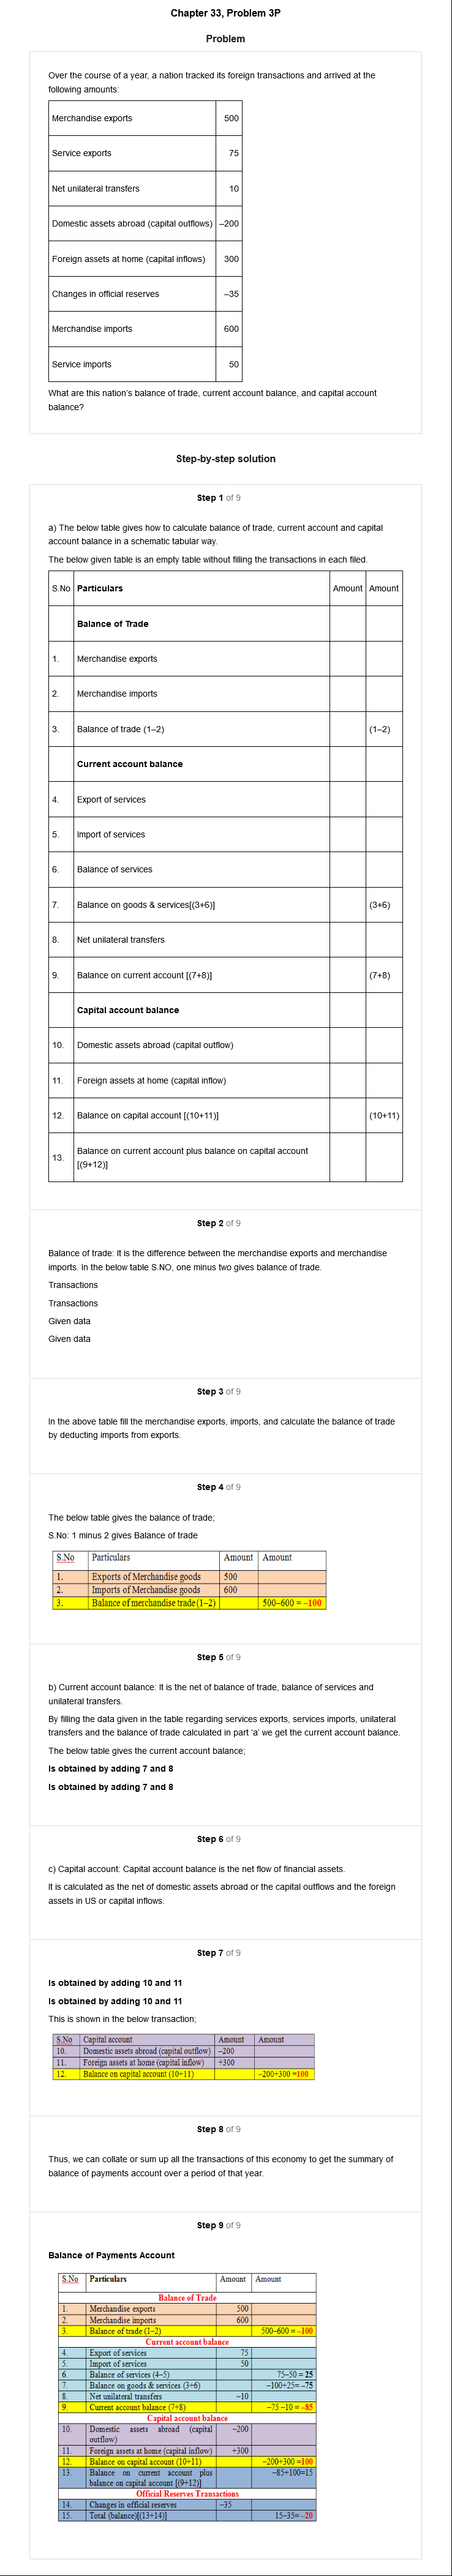 Chapter 33, Problem 3P
Problem
Over the course of a year, a nation tracked its foreign transactions and arrived at the
following amounts:
Merchandise exports 500
Service exports 75
Net unilateral transfers 10
Domestic assets abroad (capital outflows) –200
Foreign assets at home (capital inflows) 300
Changes in official reserves –35
Merchandise imports 600
Service imports 50
What are this nation's balance of trade, current account balance, and capital account
balance?
Step-by-step solution
Step 1 of 9
a) The below table gives how to calculate balance of trade, current account and capital
account balance in a schematic tabular way.
The below given table is an empty table without filling the transactions in each filed.
S.No Particulars Amount Amount
Balance of Trade
1. Merchandise exports
2. Merchandise imports
3. Balance of trade (1–2) (1–2)
Current account balance
4. Export of services
5. Import of services
6. Balance of services
7. Balance on goods & services[(3+6)] (3+6)
8. Net unilateral transfers
9. Balance on current account [(7+8)] (7+8)
Capital account balance
10. Domestic assets abroad (capital outflow)
11. Foreign assets at home (capital inflow)
12. Balance on capital account [(10+11)] (10+11)
13. Balance on current account plus balance on capital account
[(9+12)]
Step 2 of 9
Balance of trade: It is the difference between the merchandise exports and merchandise
imports. In the below table S.NO, one minus two gives balance of trade.
Transactions
Transactions
Given data
Given data
Step 3 of 9
In the above table fill the merchandise exports, imports, and calculate the balance of trade
by deducting imports from exports.
Step 4 of 9
The below table gives the balance of trade;
S.No: 1 minus 2 gives Balance of trade
S.No Particulars Amount Amount
1. Exports of Merchandise goods 500
2. Imports of Merchandise goods 600
3. Balance of merchandise trade (1–2) 500–600 = –100
Step 5 of 9
b) Current account balance: It is the net of balance of trade, balance of services and
unilateral transfers.
By filling the data given in the table regarding services exports, services imports, unilateral
transfers and the balance of trade calculated in part 'a' we get the current account balance.
The below table gives the current account balance;
Is obtained by adding 7 and 8
Is obtained by adding 7 and 8
Step 6 of 9
c) Capital account: Capital account balance is the net flow of financial assets.
It is calculated as the net of domestic assets abroad or the capital outflows and the foreign
assets in US or capital inflows.
Step 7 of 9
Is obtained by adding 10 and 11
Is obtained by adding 10 and 11
This is shown in the below transaction;
S.No Capital account Amount Amount
10. Domestic assets abroad (capital outflow) –200
11. Foreign assets at home (capital inflow) +300
12. Balance on capital account (10+11) –200+300 =100
Step 8 of 9
Thus, we can collate or sum up all the transactions of this economy to get the summary of
balance of payments account over a period of that year.
Step 9 of 9
Balance of Payments Account
S.No Particulars Amount Amount
Balance of Trade
1. Merchandise exports 500
2. Merchandise imports 600
3. Balance of trade (1–2) 500–600 = –100
Current account balance
4. Export of services 75
5. Import of services 50
6. Balance of services (4–5) 75–50 = 25
7. Balance on goods & services (3+6) –100+25= –75
8. Net unilateral transfers –10
9. Current account balance (7+8) –75 –10 = –85
Capital account balance
10. Domestic assets abroad (capital –200
outflow)
11. Foreign assets at home (capital inflow) +300
12. Balance on capital account (10+11) –200+300 =100
13. Balance on current account plus –85+100=15
balance on capital account [(9+12)]
Official Reserves Transactions
14. Changes in official reserves –35
15. Total (balance)[(13+14)] 15–35= –20